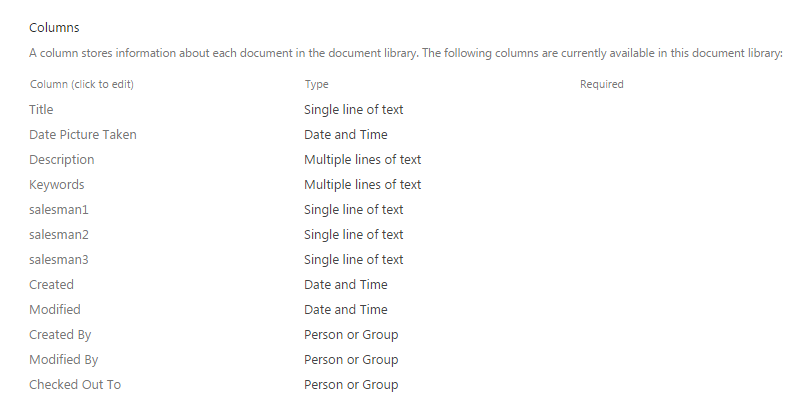 Columns
A column stores information about each document in the document library. The following columns are currently available in this document library:
Column (click to edit) Type Required
Title Single line of text
Date Picture Taken Date and Time
Description Multiple lines of text
Keywords Multiple lines of text
salesman1 Single line of text
salesman2 Single line of text
salesman3 Single line of text
Created Date and Time
Modified Date and Time
Created By Person or Group
Modified By Person or Group
Checked Out To Person or Group